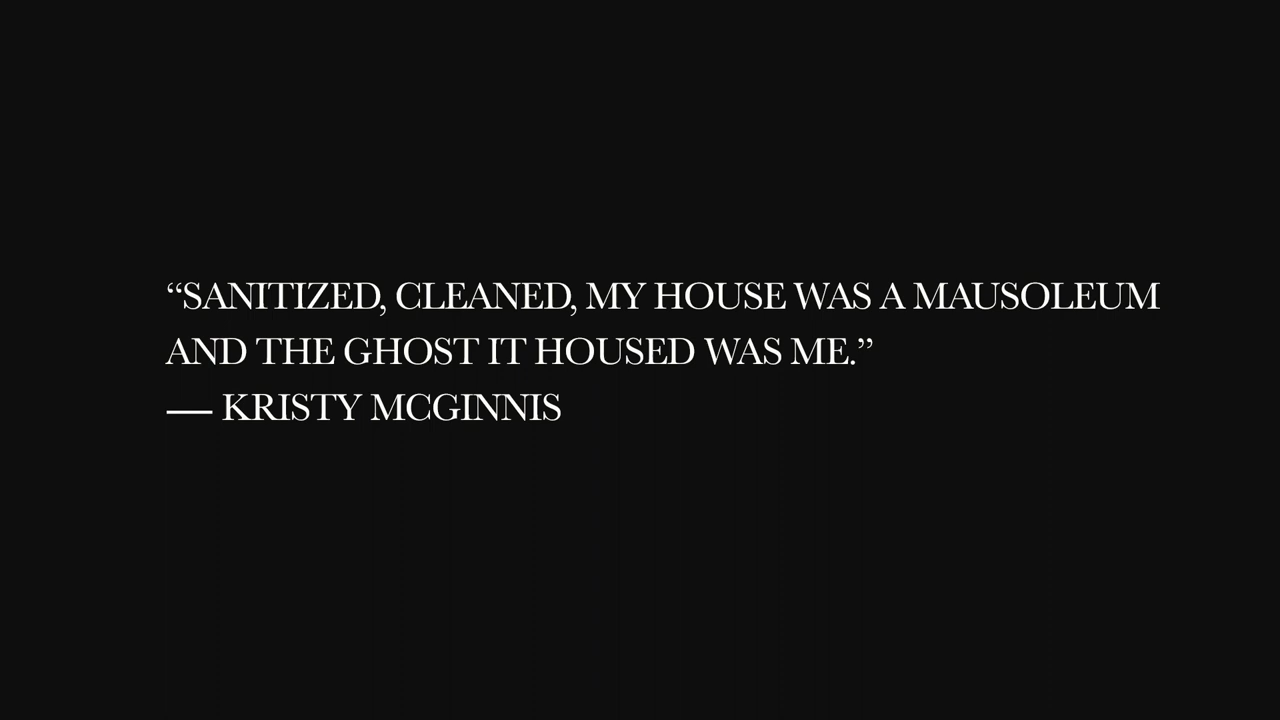 “SANITIZED, CLEANED, MY HOUSE WAS A MAUSOLEUM
AND THE GHOST IT HOUSED WAS ME.”
— KRISTY MCGINNIS